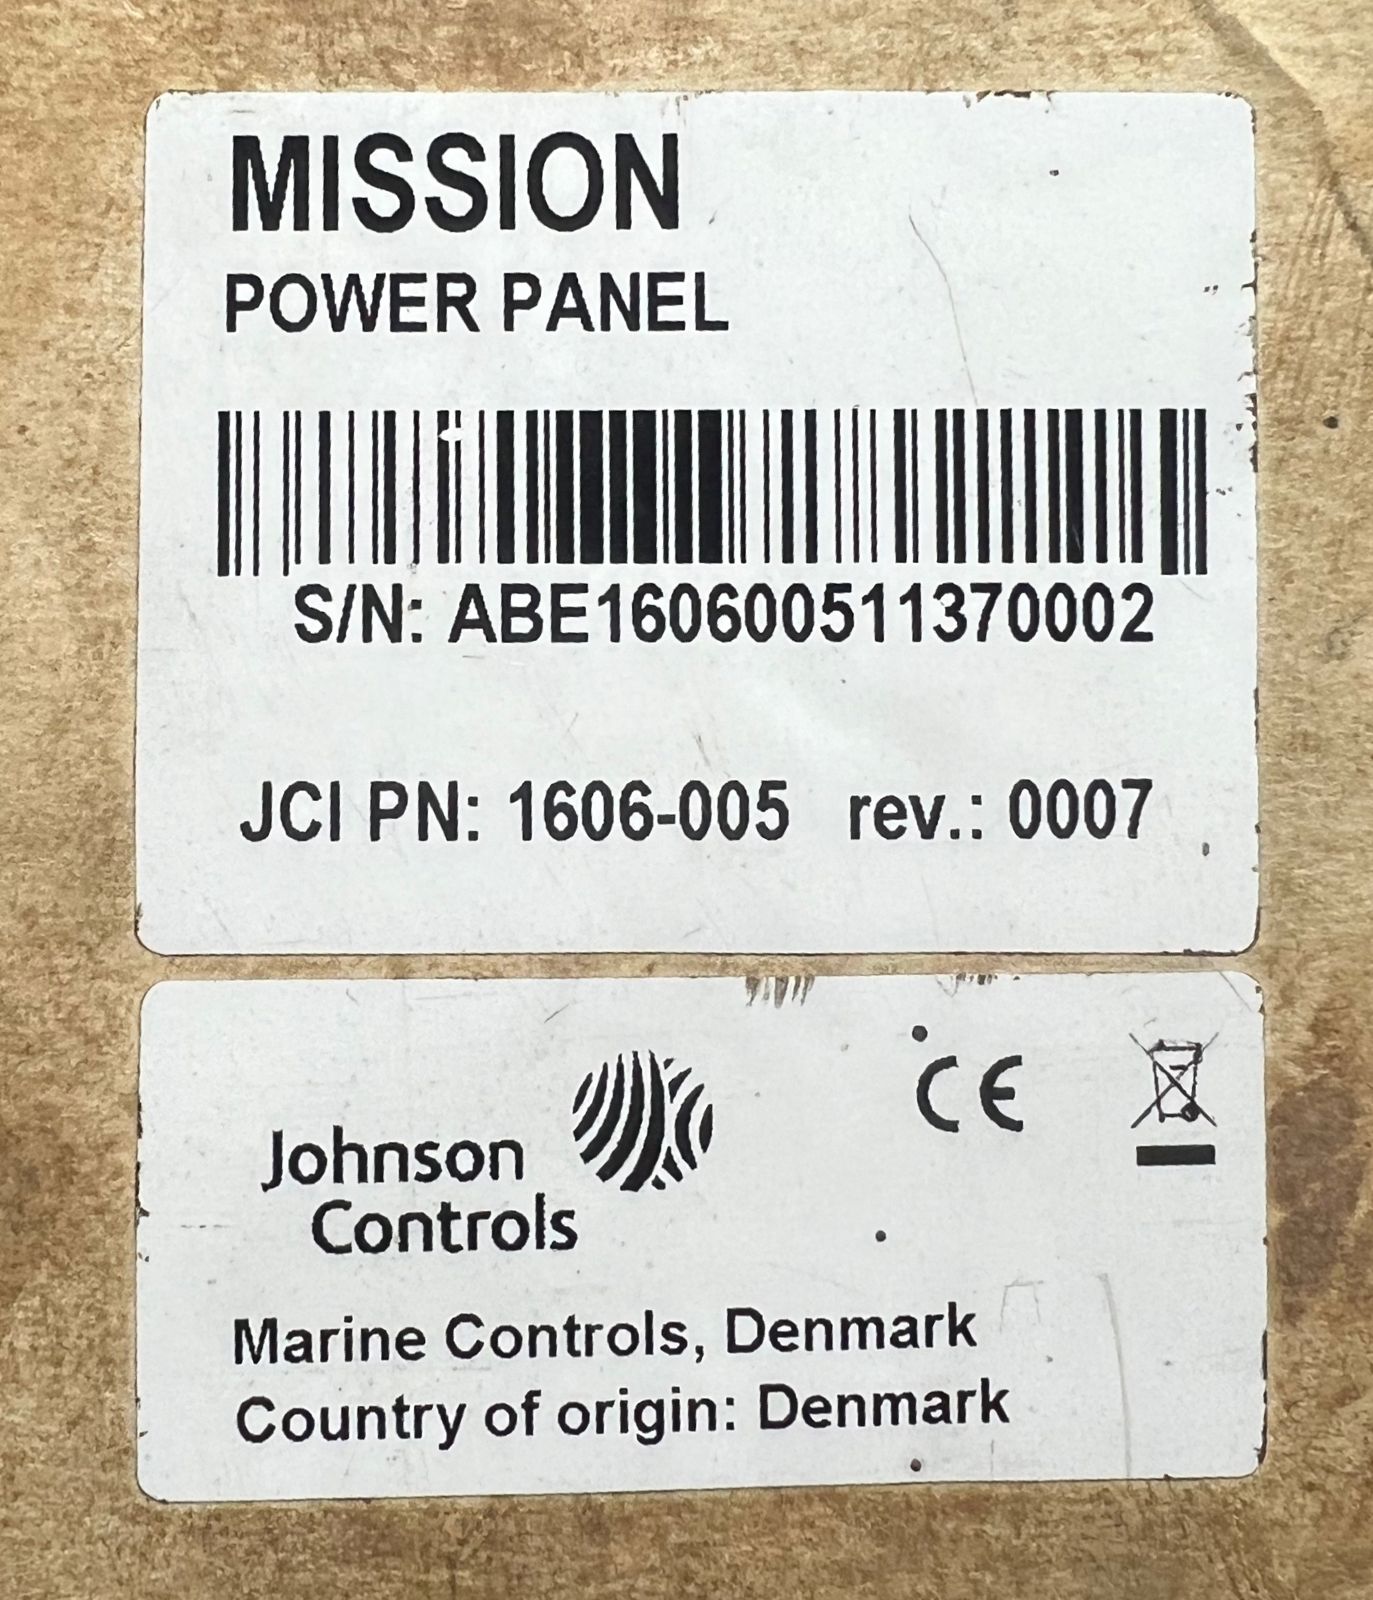 MISSION
POWER PANEL
S/N: ABE160600511370002
JCI PN: 1606-005 rev.: 0007
Johnson
Controls
CE
Marine Controls, Denmark
Country of origin: Denmark